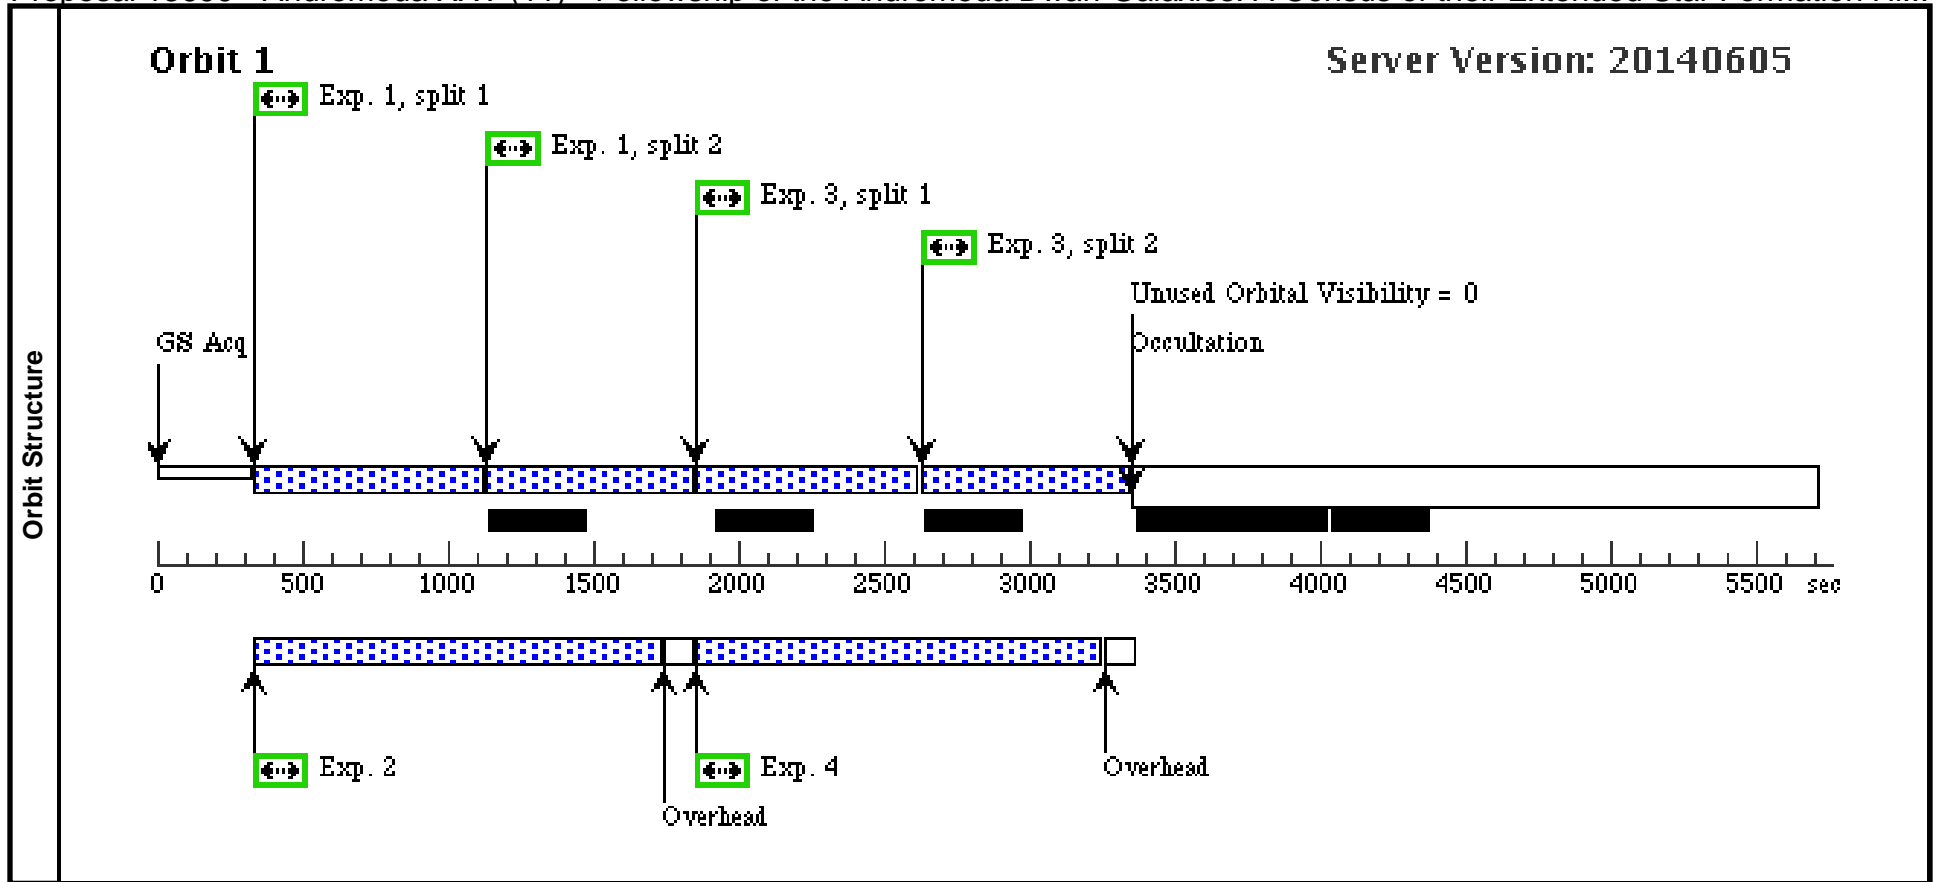 Orbit 1
Server Version: 20140605
Exp. 1, split 1
Exp. 1, split 2
Exp. 3, split 1
Exp. 3, split 2
Unused Orbital Visibility = 0
GS Acq
Occultation
Orbit Structure
0 500 1000 1500 2000 2500 3000 3500 4000 4500 5000 5500 sec
Exp. 2
Exp. 4
Overhead
Overhead